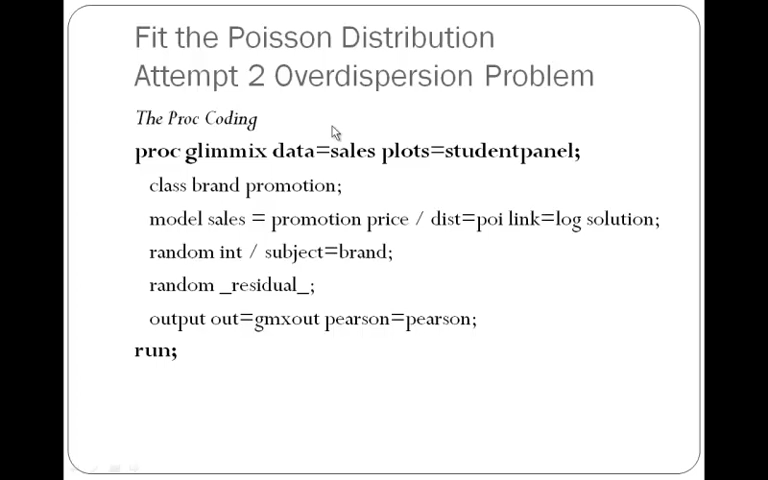 Fit the Poisson Distribution
Attempt 2 Overdispersion Problem
The Proc Coding
proc glimmix data=sales plots=studentpanel;
class brand promotion;
model sales = promotion price / dist=poi link=log solution;
random int / subject=brand;
random _residual_;
output out=gmxout pearson=pearson;
run;